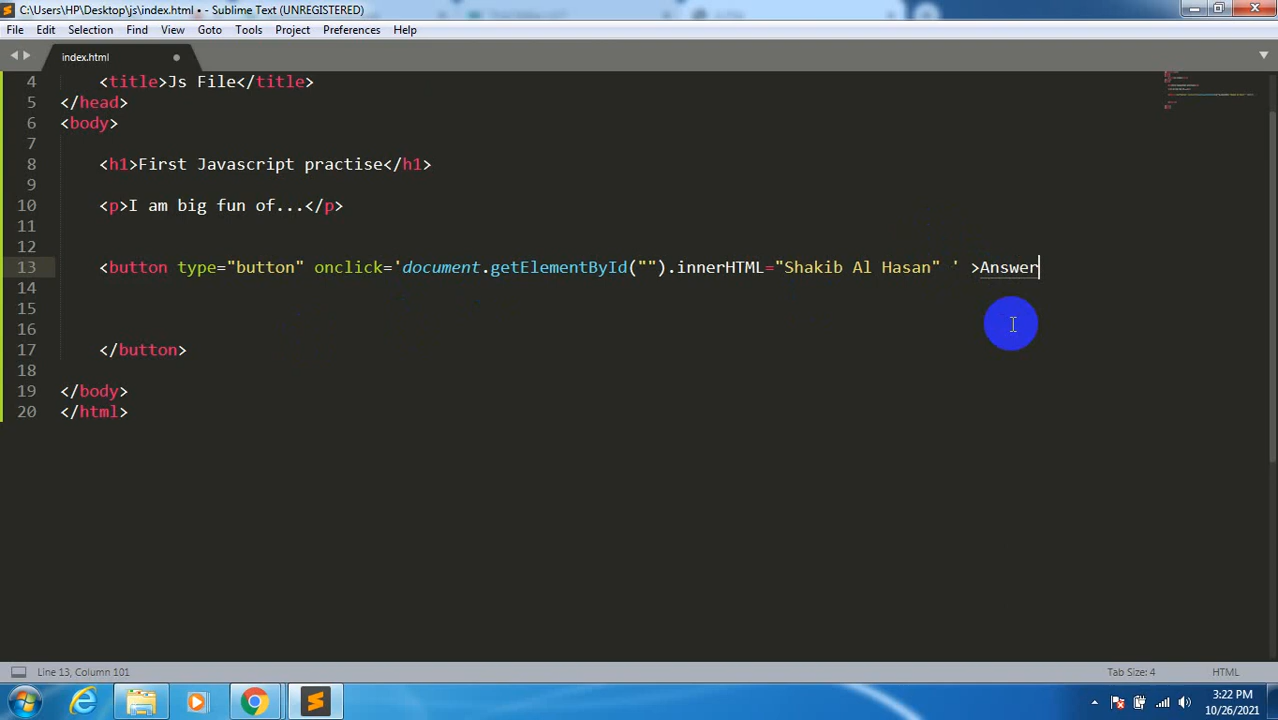 C:\Users\HP\Desktop\js\index.html • - Sublime Text (UNREGISTERED)
File Edit Selection Find View Goto Tools Project Preferences Help
index.html
4 <title>Js File</title>
5 </head>
6 <body>
7
8 <h1>First Javascript practise</h1>
9
10 <p>I am big fun of...</p>
11
12
13 <button type="button" onclick='document.getElementById("").innerHTML="Shakib Al Hasan" ' >Answer
14
15
16
17 </button>
18
19 </body>
20 </html>
Line 13, Column 101 Tab Size: 4 HTML
3:22 PM
10/26/2021